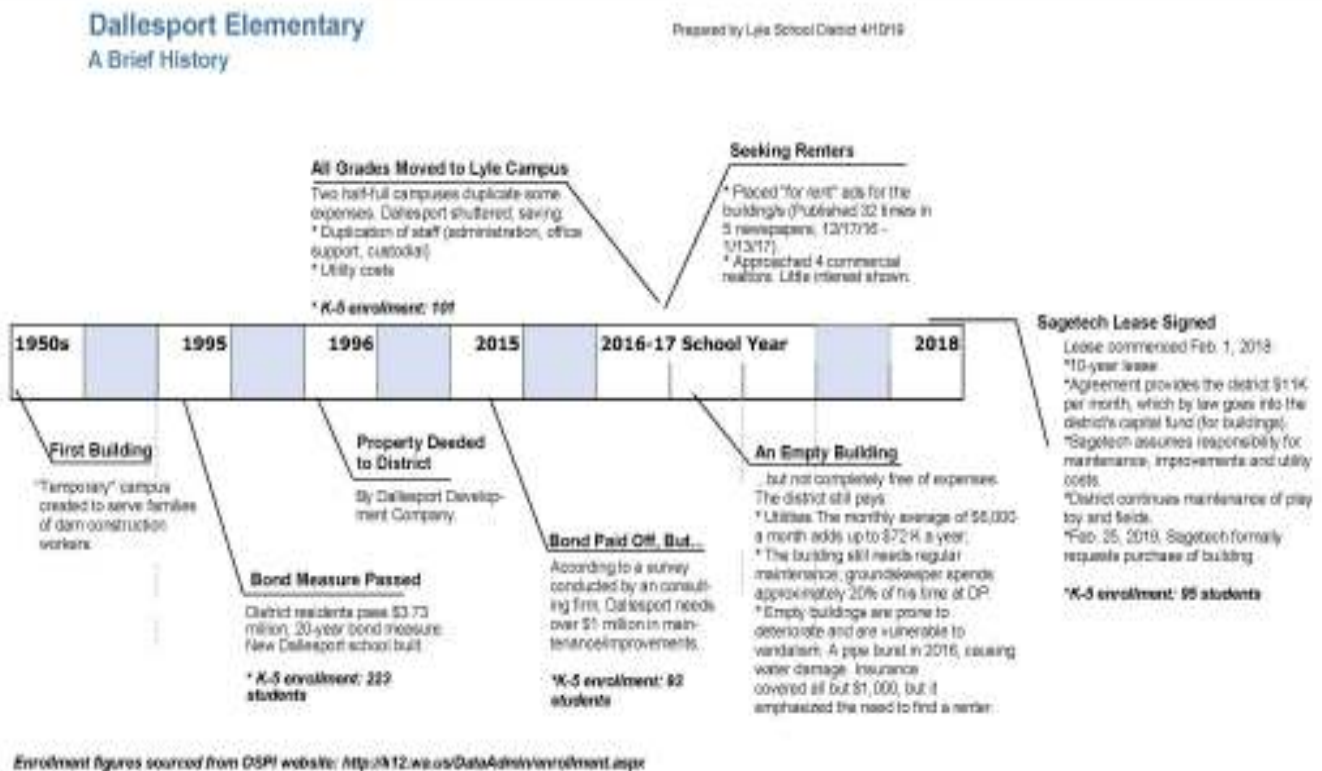 Dallesport Elementary
A Brief History
Prepared by Lyle School District 4/10/19
All Grades Moved to Lyle Campus
Two half-full campuses duplicate some
expenses. Dallesport shuttered, saving:
* Duplication of staff (administration, office
support, custodial)
* Utility costs
* K-5 enrollment: 101
Seeking Renters
* Placed "for rent" ads for the
building/s (Published 32 times in
5 newspapers, 12/17/16 -
1/13/17)
* Approached 4 commercial
realtors. Little interest shown.
1950s
1995
1996
2015
2016-17 School Year
2018
First Building
"Temporary" campus
created to serve families
of dam construction
workers.
Bond Measure Passed
District residents pass $3.73
million, 20-year bond measure.
New Dallesport school built.
* K-5 enrollment: 223
students
Property Deeded
to District
By Dallesport Develop-
ment Company.
Bond Paid Off, But...
According to a survey
conducted by an consult-
ing firm, Dallesport needs
over $1 million in main-
tenance/improvements.
*K-5 enrollment: 93
students
An Empty Building
...but not completely free of expenses.
The district still pays:
* Utilities The monthly average of $6,000
a month adds up to $72 K a year.
* The building still needs regular
maintenance; groundskeeper spends
approximately 20% of his time at DP.
* Empty buildings are prone to
deteriorate and are vulnerable to
vandalism. A pipe burst in 2016, causing
water damage. Insurance
covered all but $1,000, but it
emphasized the need to find a renter.
Sagetech Lease Signed
Lease commenced Feb. 1, 2018:
*10-year lease
*Agreement provides the district $11K
per month, which by law goes into the
district's capital fund (for buildings).
*Sagetech assumes responsibility for
maintenance, improvements and utility
costs.
*District continues maintenance of play
toy and fields.
*Feb. 25, 2019, Sagetech formally
requests purchase of building
*K-5 enrollment: 95 students
Enrollment figures sourced from OSPI website: http://k12.wa.us/DataAdmin/enrollment.aspx